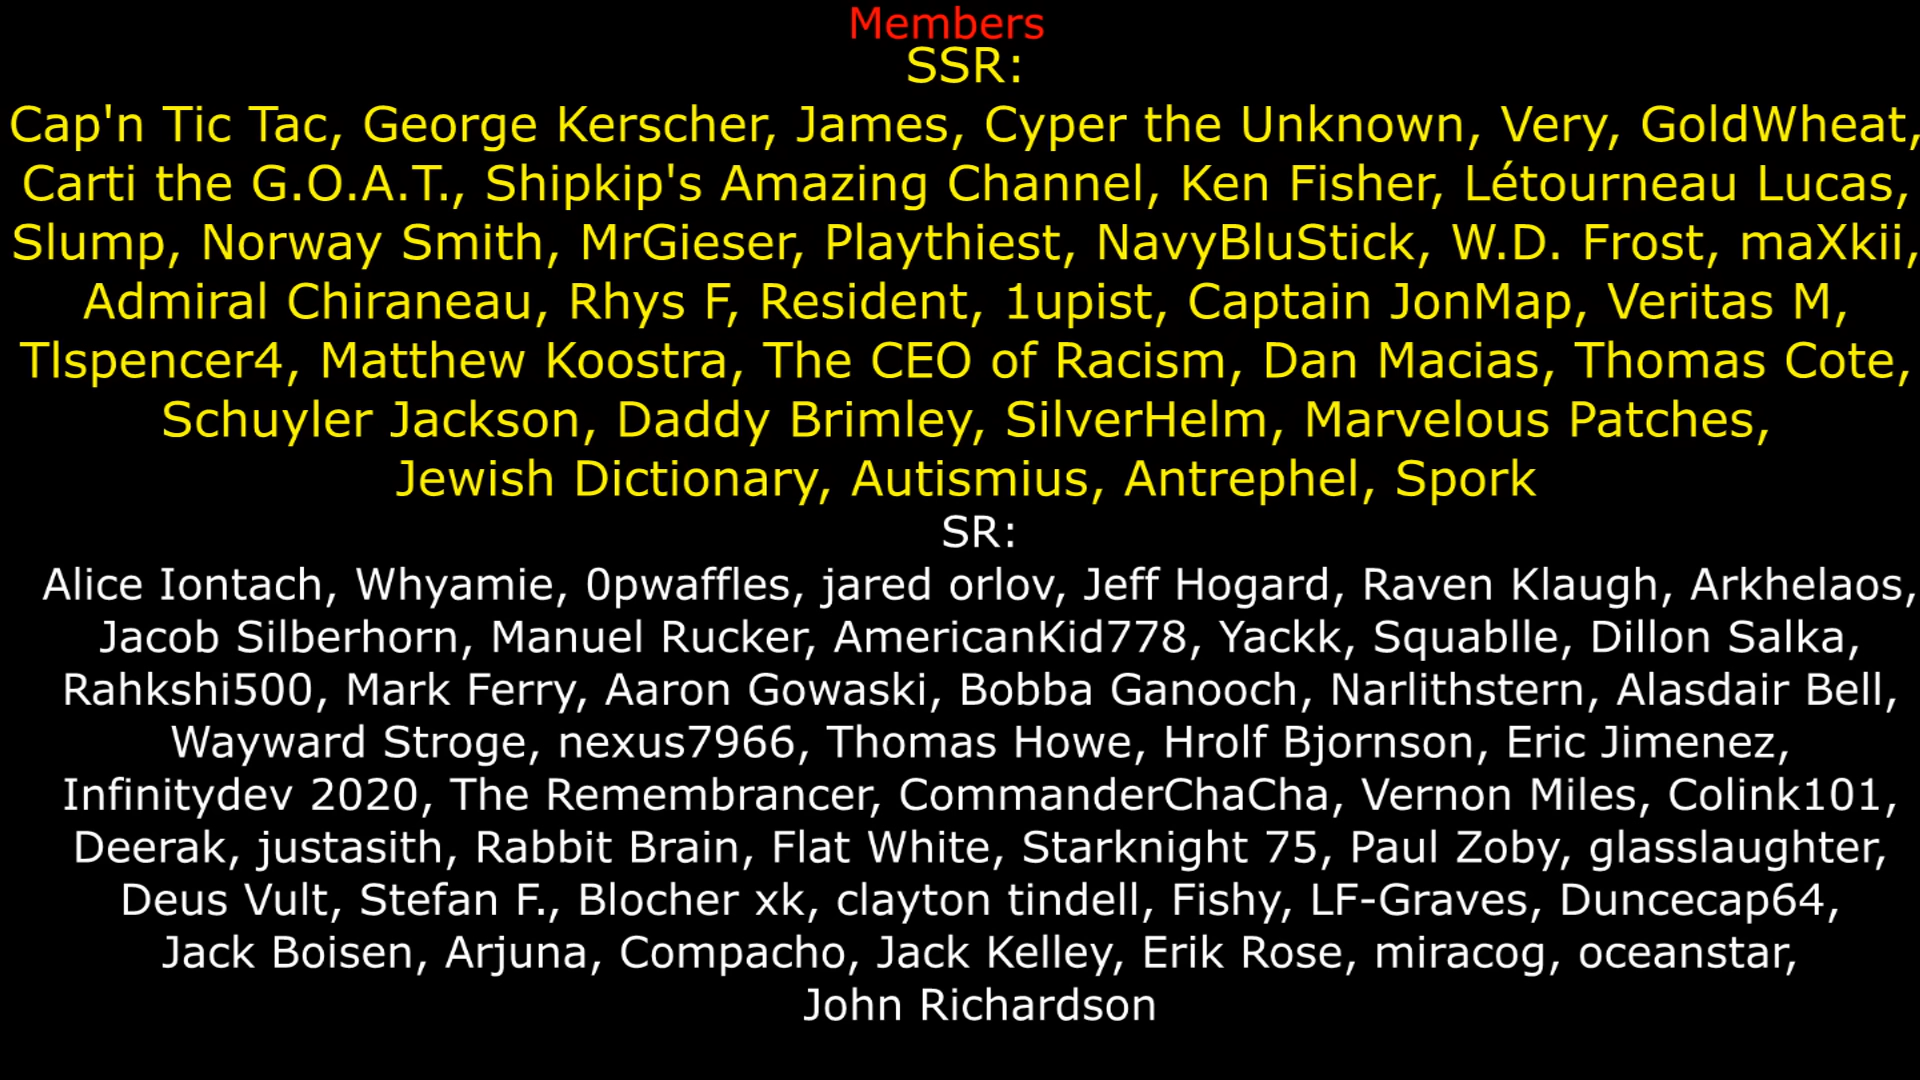 Members
SSR:
Cap'n Tic Tac, George Kerscher, James, Cyper the Unknown, Very, GoldWheat,
Carti the G.O.A.T., Shipkip's Amazing Channel, Ken Fisher, Létourneau Lucas,
Slump, Norway Smith, MrGieser, Playthiest, NavyBluStick, W.D. Frost, maXkii,
Admiral Chiraneau, Rhys F, Resident, 1upist, Captain JonMap, Veritas M,
Tlspencer4, Matthew Koostra, The CEO of Racism, Dan Macias, Thomas Cote,
Schuyler Jackson, Daddy Brimley, SilverHelm, Marvelous Patches,
Jewish Dictionary, Autismius, Antrephel, Spork
SR:
Alice Iontach, Whyamie, 0pwaffles, jared orlov, Jeff Hogard, Raven Klaugh, Arkhelaos,
Jacob Silberhorn, Manuel Rucker, AmericanKid778, Yackk, Squablle, Dillon Salka,
Rahkshi500, Mark Ferry, Aaron Gowaski, Bobba Ganooch, Narlithstern, Alasdair Bell,
Wayward Stroge, nexus7966, Thomas Howe, Hrolf Bjornson, Eric Jimenez,
Infinitydev 2020, The Remembrancer, CommanderChaCha, Vernon Miles, Colink101,
Deerak, justasith, Rabbit Brain, Flat White, Starknight 75, Paul Zoby, glasslaughter,
Deus Vult, Stefan F., Blocher xk, clayton tindell, Fishy, LF-Graves, Duncecap64,
Jack Boisen, Arjuna, Compacho, Jack Kelley, Erik Rose, miracog, oceanstar,
John Richardson